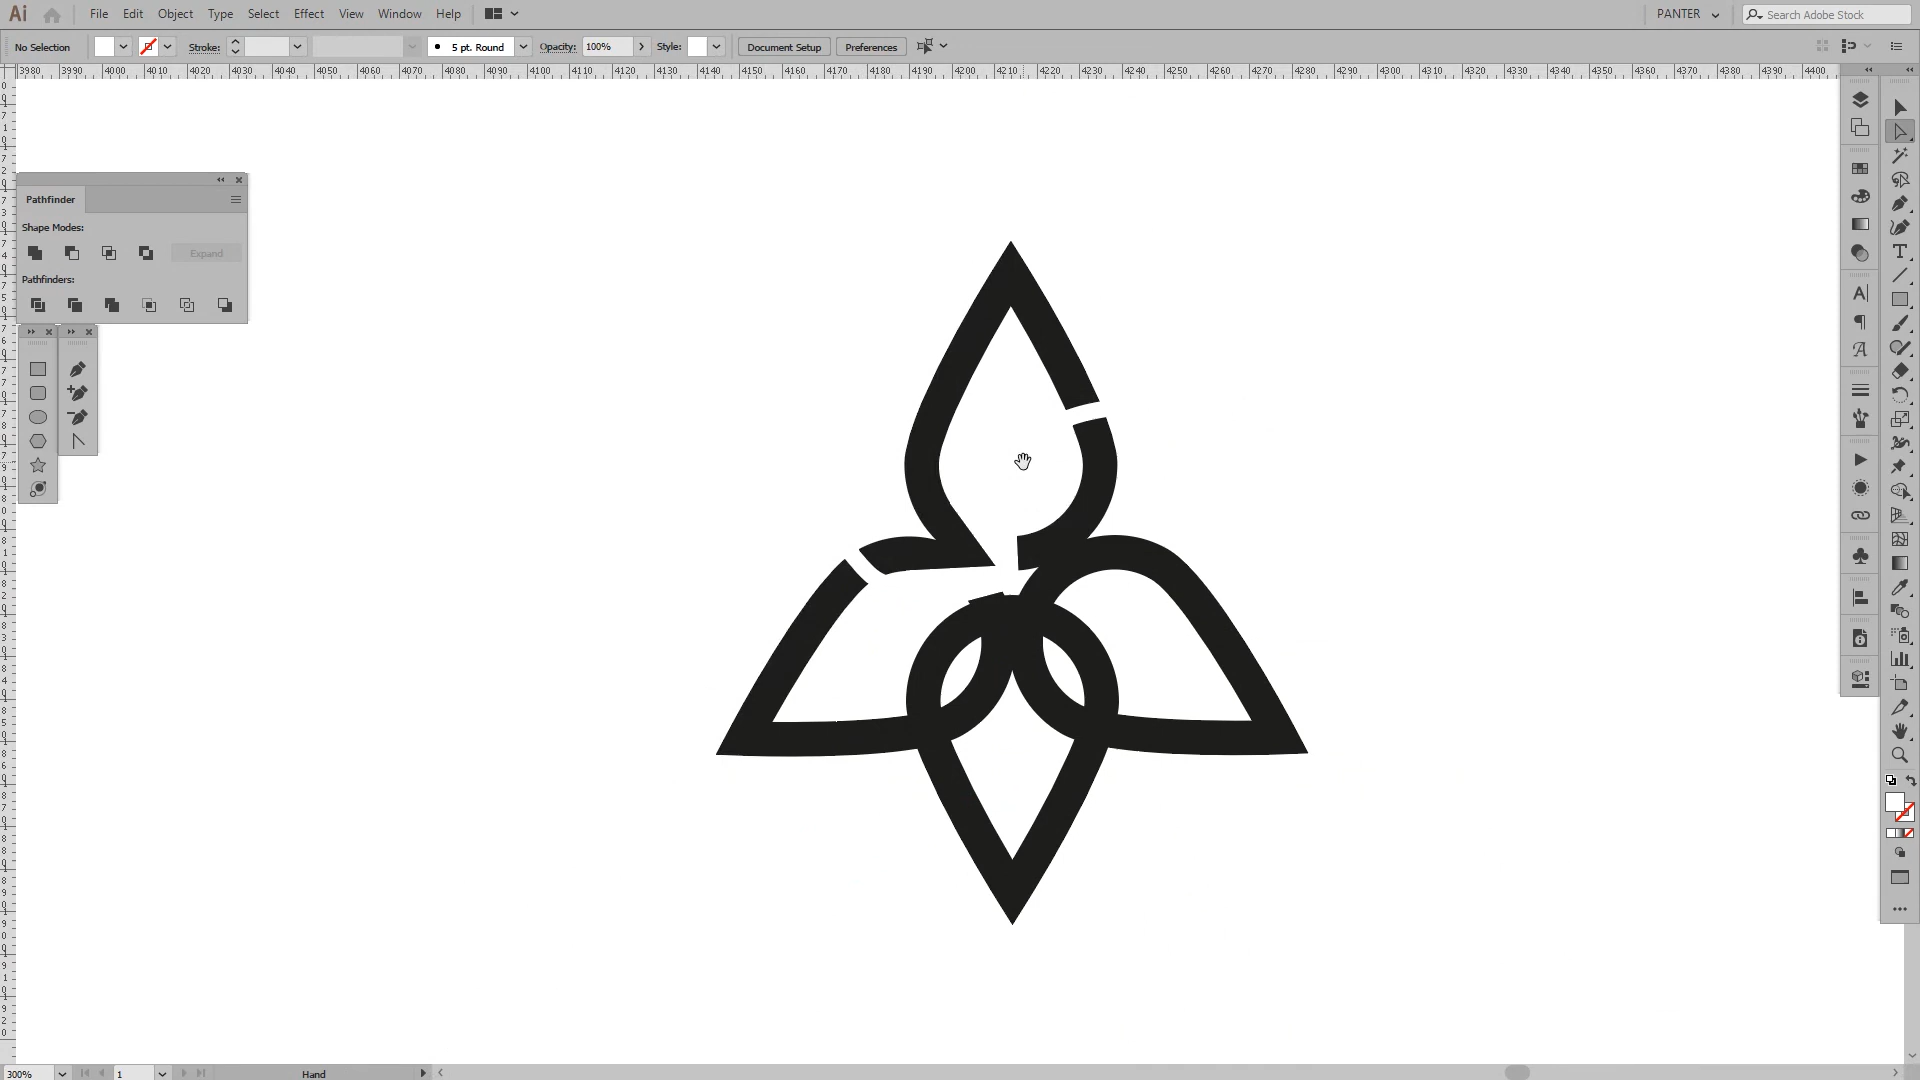 Ai File Edit Object Type Select Effect View Window Help PANTER Search Adobe Stock
No Selection Stroke: 5 pt. Round Opacity: 100% Style: Document Setup Preferences
3980 3990 4000 4010 4020 4030 4040 4050 4060 4070 4080 4090 4100 4110 4120 4130 4140 4150 4160 4170 4180 4190 4200 4210 4220 4230 4240 4250 4260 4270 4280 4290 4300 4310 4320 4330 4340 4350 4360 4370 4380 4390 4400
Pathfinder
Shape Modes:
Expand
Pathfinders:
300% 1 Hand